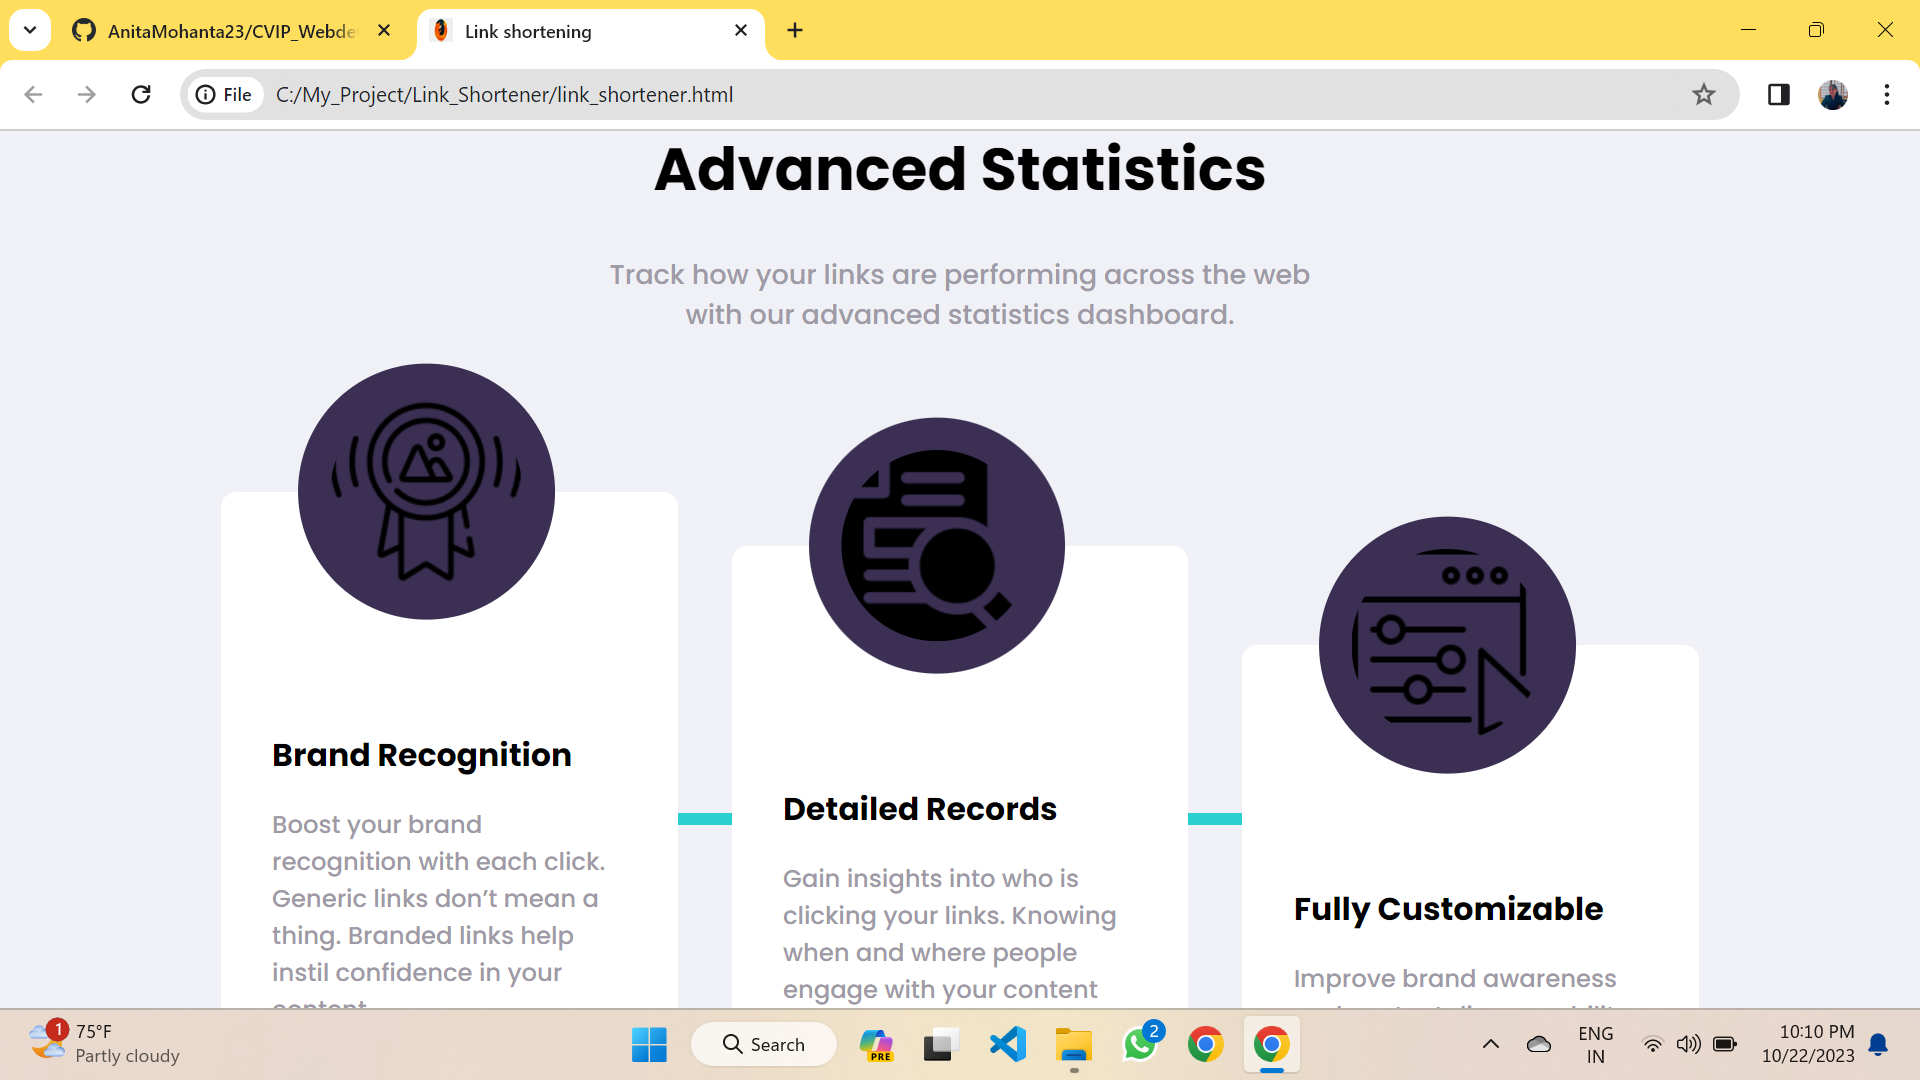 AnitaMohanta23/CVIP_Webde
Link shortening
File
C:/My_Project/Link_Shortener/link_shortener.html
Advanced Statistics
Track how your links are performing across the web
with our advanced statistics dashboard.
Brand Recognition
Boost your brand
recognition with each click.
Generic links don’t mean a
thing. Branded links help
instil confidence in your
content.
Detailed Records
Gain insights into who is
clicking your links. Knowing
when and where people
engage with your content
Fully Customizable
Improve brand awareness
1
75°F
Partly cloudy
Search
PRE
2
ENG
IN
10:10 PM
10/22/2023